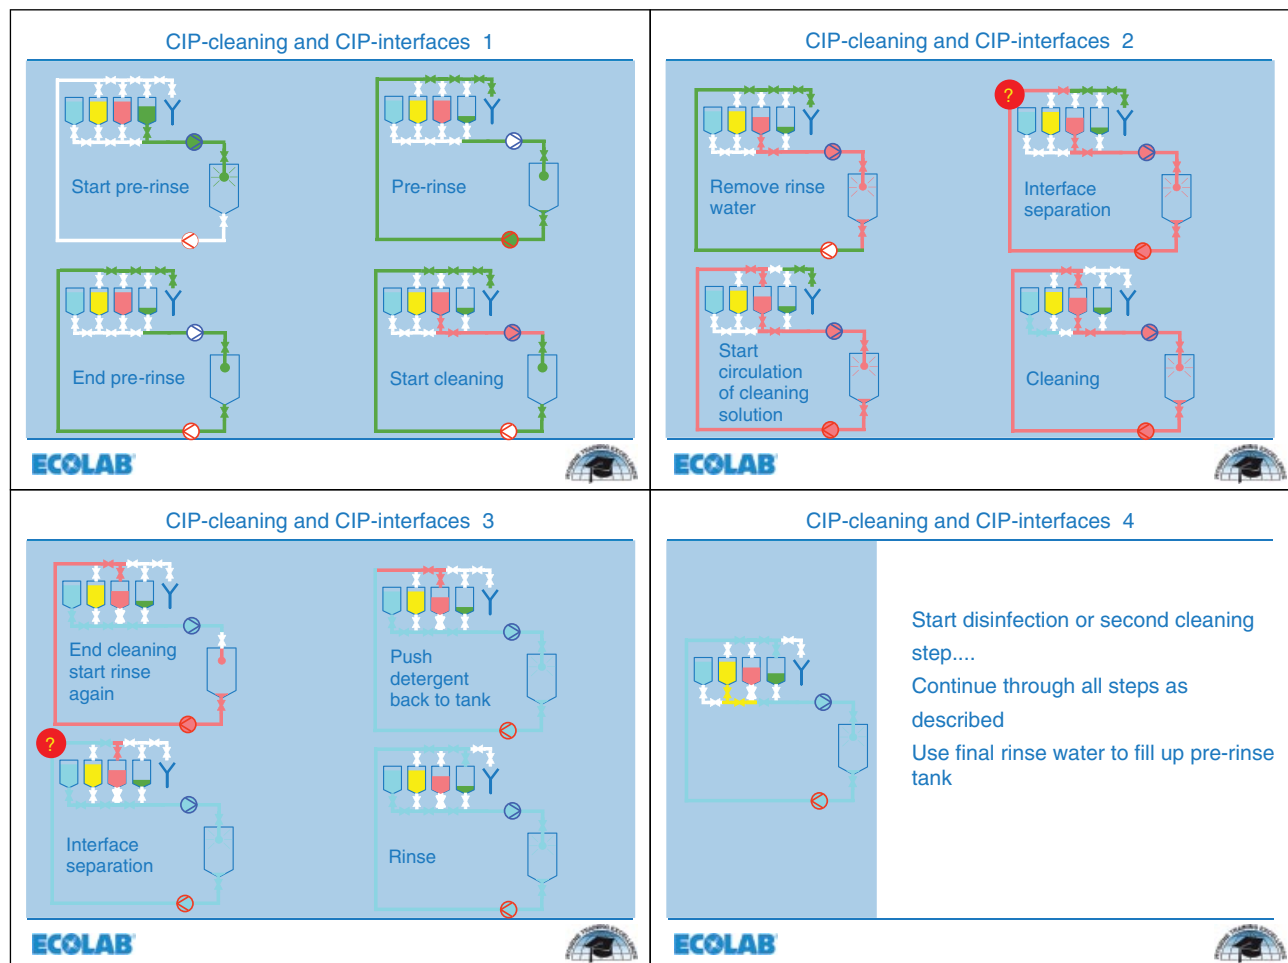 CIP-cleaning and CIP-interfaces 1
Start pre-rinse
Pre-rinse
End pre-rinse
Start cleaning
ECOLAB
CIP-cleaning and CIP-interfaces 2
Remove rinse
water
?
Interface
separation
Start
circulation
of cleaning
solution
Cleaning
ECOLAB
CIP-cleaning and CIP-interfaces 3
End cleaning
start rinse
again
Push
detergent
back to tank
?
Interface
separation
Rinse
ECOLAB
CIP-cleaning and CIP-interfaces 4
Start disinfection or second cleaning
step....
Continue through all steps as
described
Use final rinse water to fill up pre-rinse
tank
ECOLAB